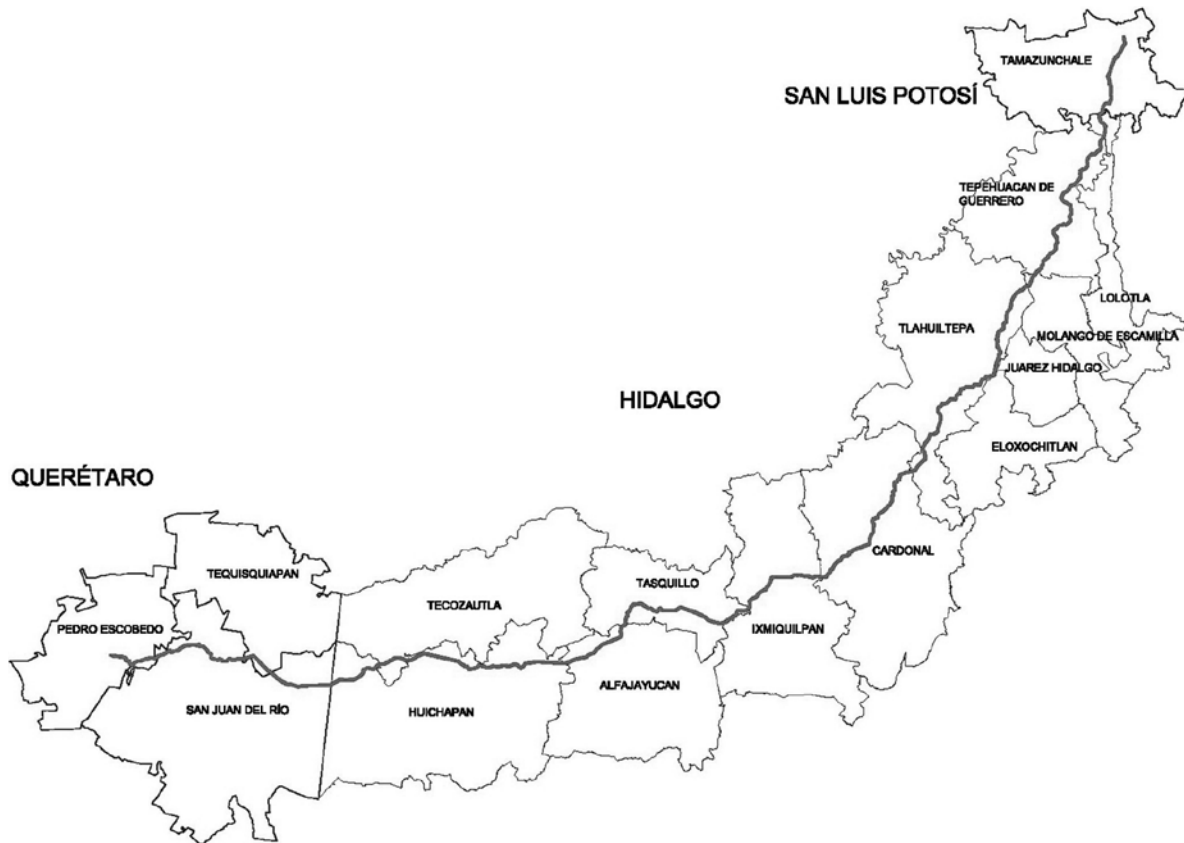 TAMAZUNCHALE
SAN LUIS POTOSÍ
TEPEHUACAN DE
GUERRERO
LOLOTLA
TLAHUILTEPA
MOLANGO DE ESCAMILLA
JUAREZ HIDALGO
HIDALGO
ELOXOCHITLAN
QUERÉTARO
CARDONAL
TEQUISQUIAPAN
TASQUILLO
TECOZAUTLA
PEDRO ESCOBEDO
IXMIQUILPAN
ALFAJAYUCAN
SAN JUAN DEL RÍO
HUICHAPAN